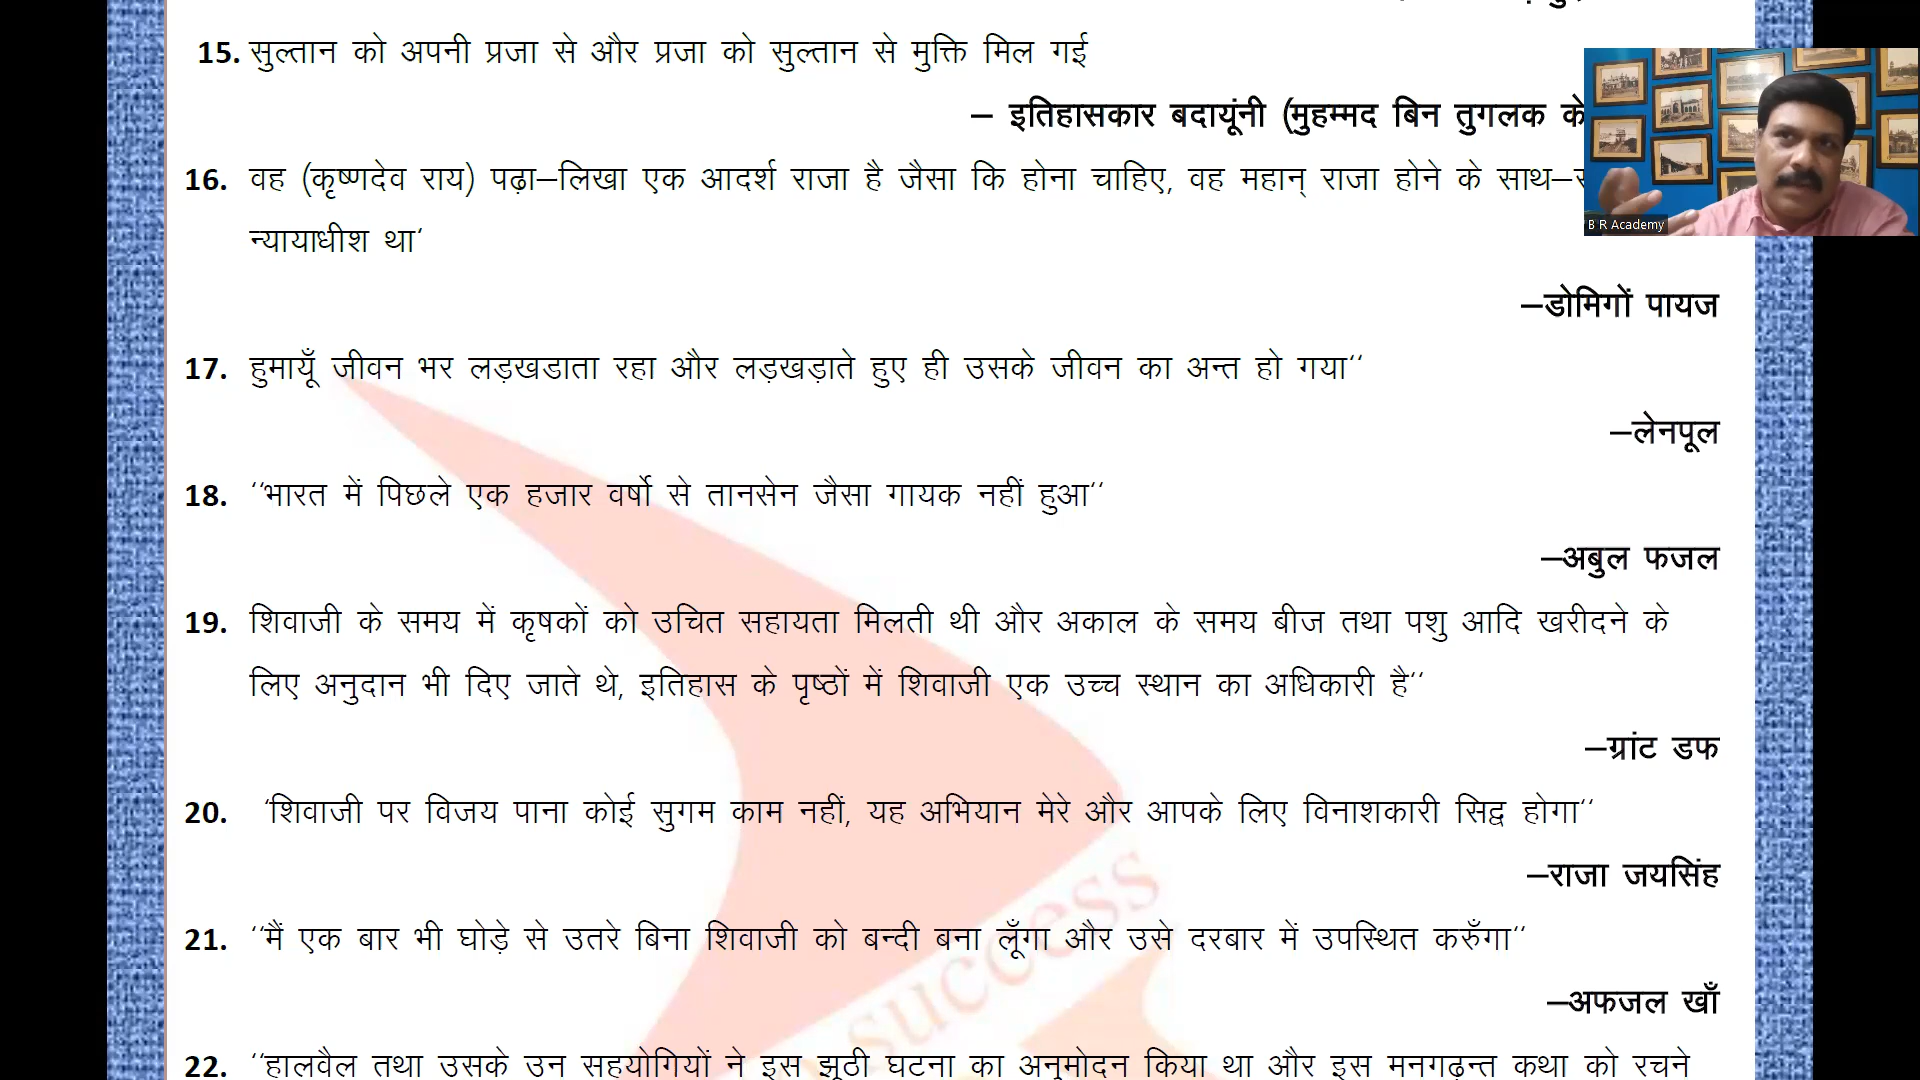 15. सुल्तान को अपनी प्रजा से और प्रजा को सुल्तान से मुक्ति मिल गई
– इतिहासकार बदायूंनी (मुहम्मद बिन तुगलक के
16. वह (कृष्णदेव राय) पढ़ा–लिखा एक आदर्श राजा है जैसा कि होना चाहिए, वह महान् राजा होने के साथ–
B R Academy
न्यायाधीश था‘
–डोमिगों पायज
17. हुमायूँ जीवन भर लड़खडाता रहा और लड़खड़ाते हुए ही उसके जीवन का अन्त हो गया‘‘
–लेनपूल
18. ‘‘भारत में पिछले एक हजार वर्षो से तानसेन जैसा गायक नहीं हुआ‘‘
–अबुल फजल
19. शिवाजी के समय में कृषकों को उचित सहायता मिलती थी और अकाल के समय बीज तथा पशु आदि खरीदने के
लिए अनुदान भी दिए जाते थे, इतिहास के पृष्ठों में शिवाजी एक उच्च स्थान का अधिकारी है‘‘
–ग्रांट डफ
20. ‘शिवाजी पर विजय पाना कोई सुगम काम नहीं, यह अभियान मेरे और आपके लिए विनाशकारी सिद्व होगा‘‘
–राजा जयसिंह
21. ‘‘मैं एक बार भी घोड़े से उतरे बिना शिवाजी को बन्दी बना लूँगा और उसे दरबार में उपस्थित करुँगा‘‘
–अफजल खाँ
success
22. ‘‘हालवैल तथा उसके उन सहयोगियों ने इस झूठी घटना का अनुमोदन किया था और इस मनगढ़न्त कथा को रचने